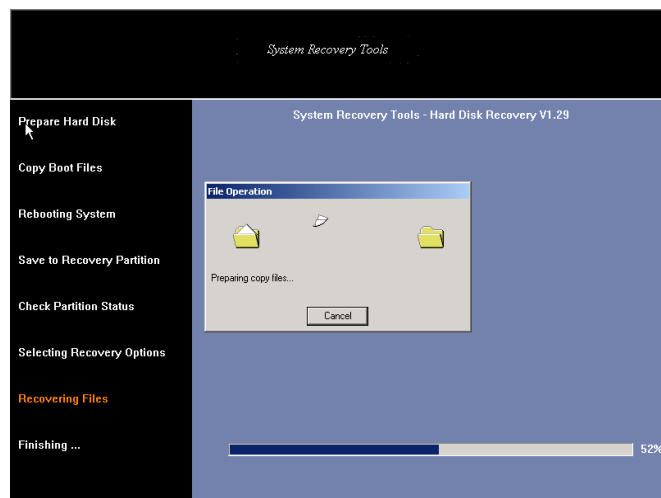 System Recovery Tools
System Recovery Tools - Hard Disk Recovery V1.29
Prepare Hard Disk
Copy Boot Files
Rebooting System
Save to Recovery Partition
Check Partition Status
Selecting Recovery Options
Recovering Files
Finishing ...
File Operation
Preparing copy files...
Cancel
52%